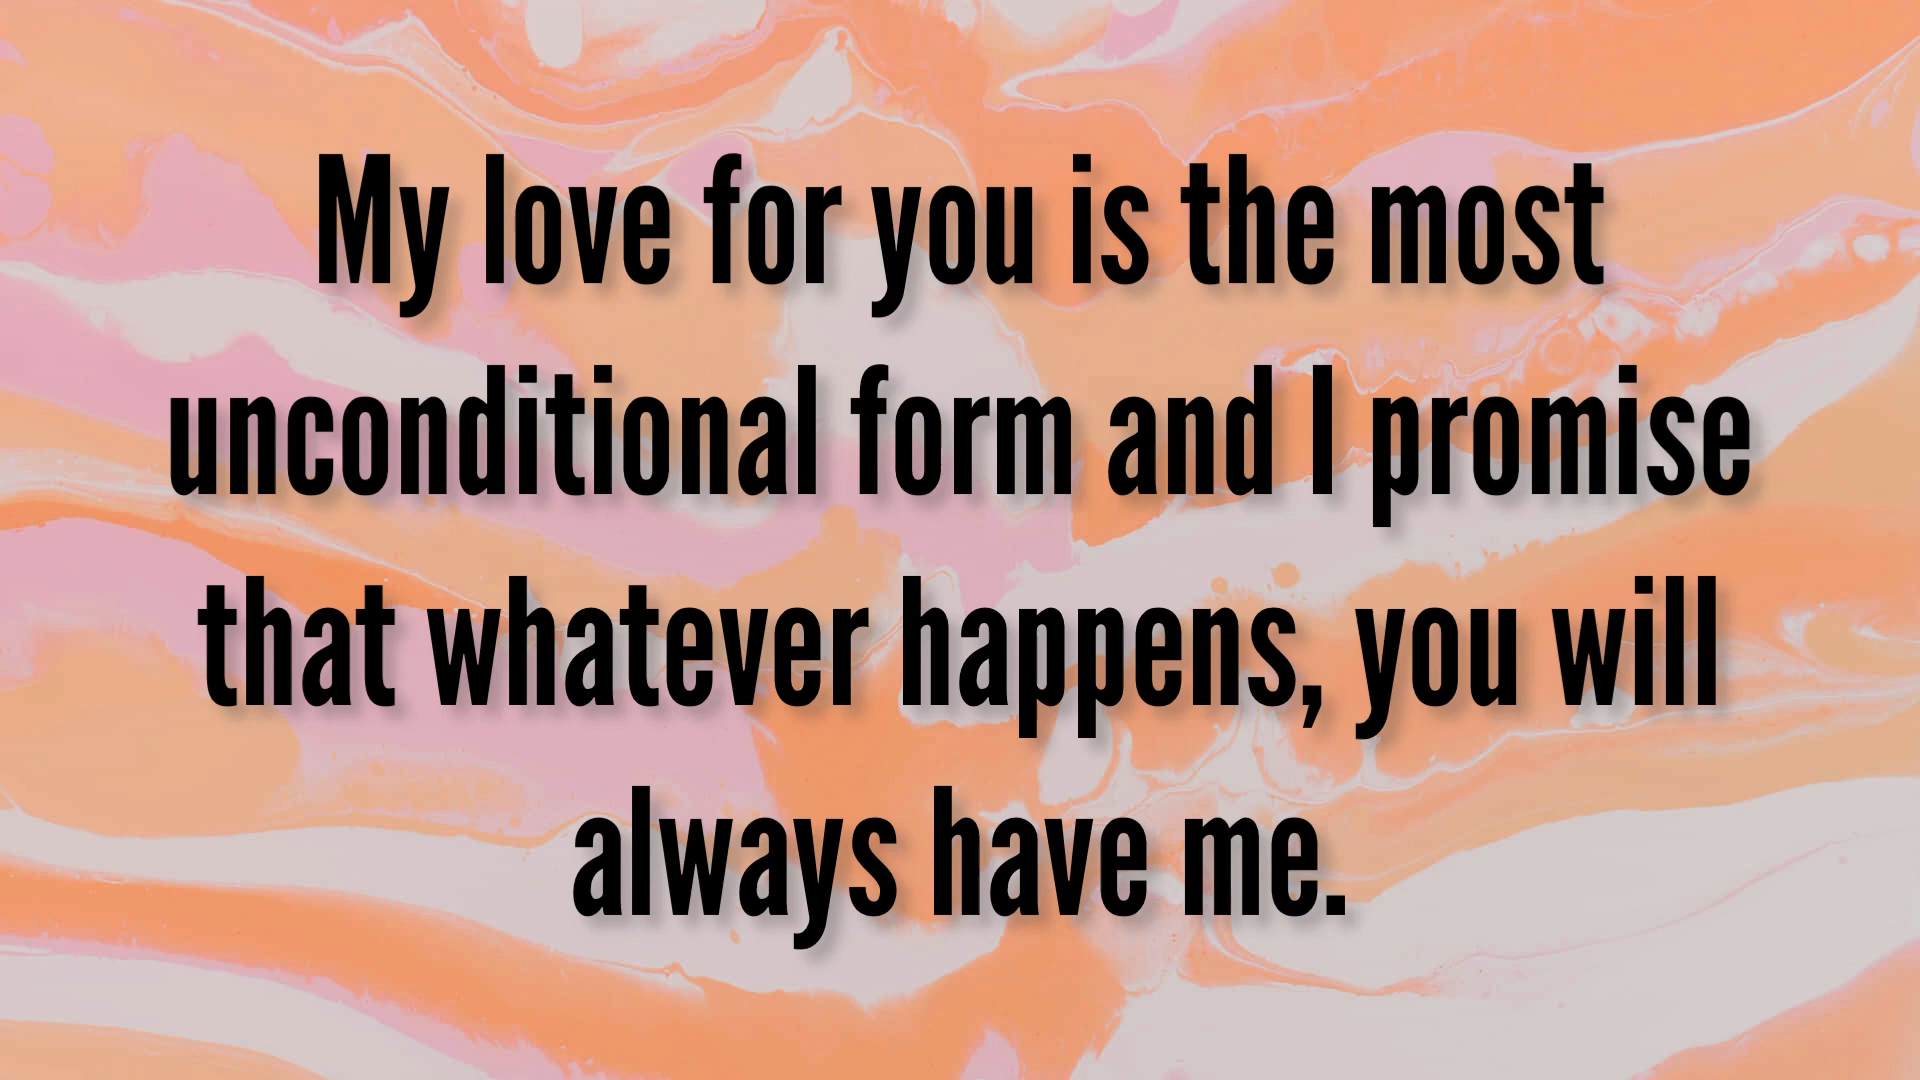 My love for you is the most
unconditional form and I promise
that whatever happens, you will
always have me.